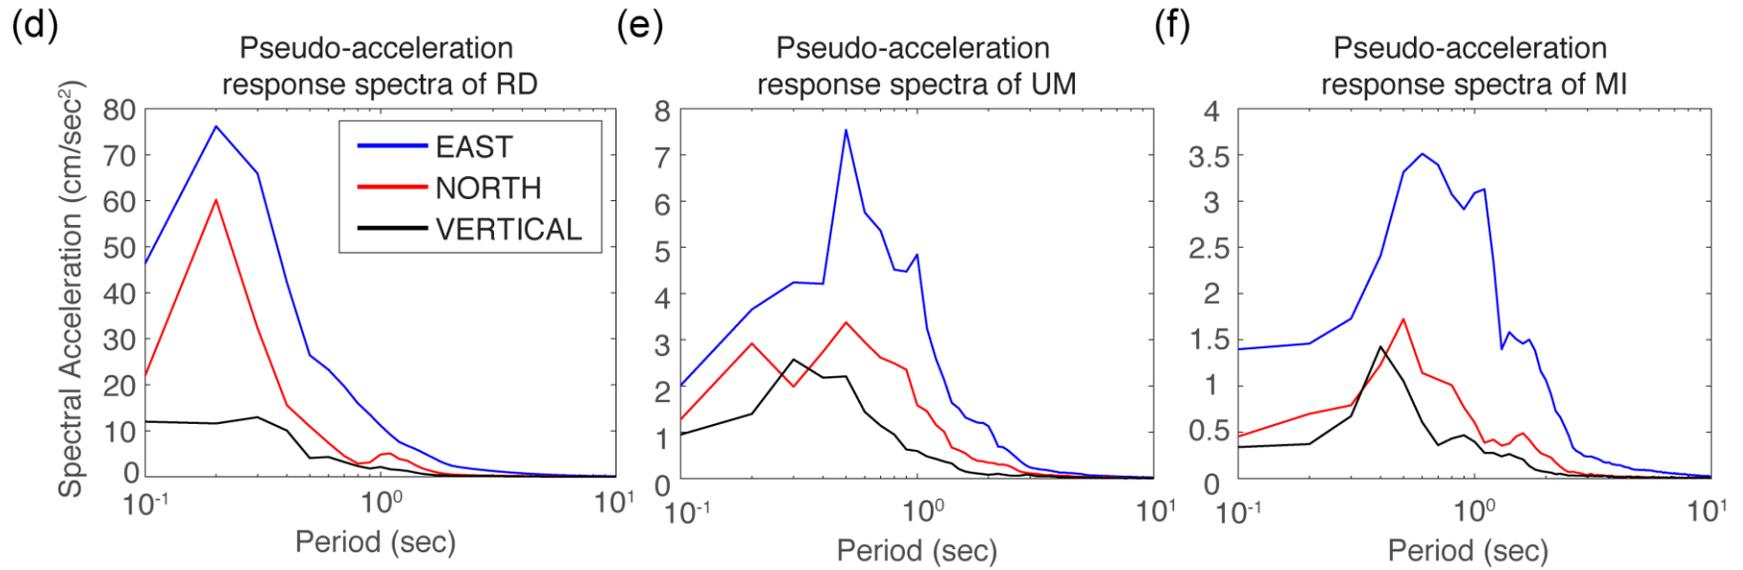 (d)
Pseudo-acceleration
response spectra of RD
Spectral Acceleration (cm/sec²)
80
70
60
50
40
30
20
10
0
EAST
NORTH
VERTICAL
10⁻¹ 10⁰ 10¹
Period (sec)
(e)
Pseudo-acceleration
response spectra of UM
8
7
6
5
4
3
2
1
0
10⁻¹ 10⁰ 10¹
Period (sec)
(f)
Pseudo-acceleration
response spectra of MI
4
3.5
3
2.5
2
1.5
1
0.5
0
10⁻¹ 10⁰ 10¹
Period (sec)